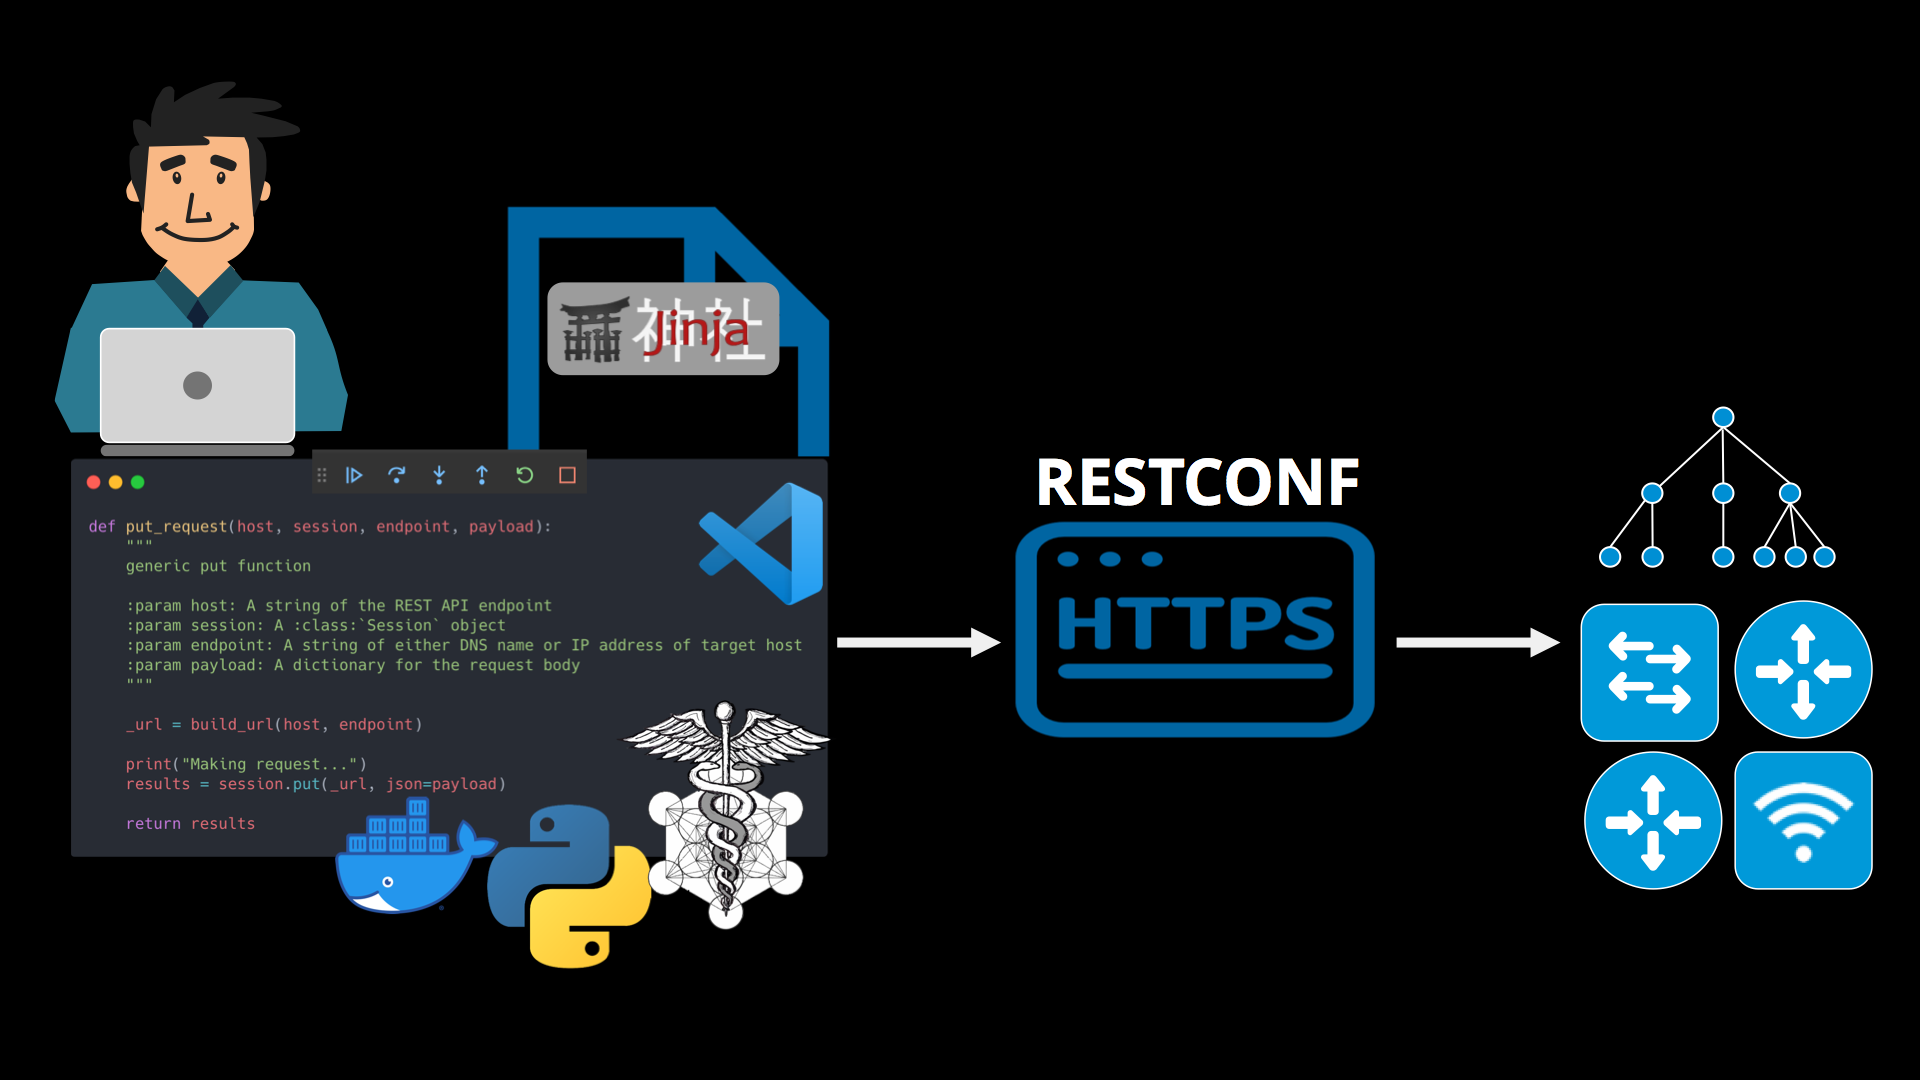 神社
Jinja
def put_request(host, session, endpoint, payload):
"""
generic put function
:param host: A string of the REST API endpoint
:param session: A :class:`Session` object
:param endpoint: A string of either DNS name or IP address of target host
:param payload: A dictionary for the request body
"""
_url = build_url(host, endpoint)
print("Making request...")
results = session.put(_url, json=payload)
return results
RESTCONF
HTTPS